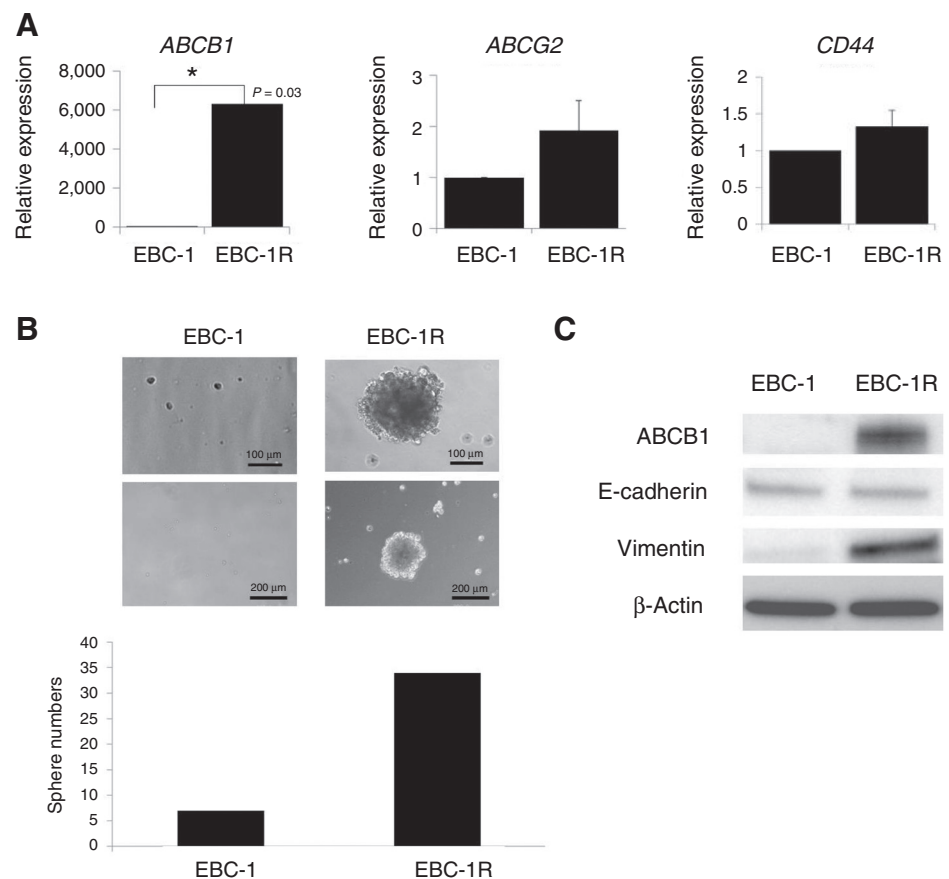 A
ABCB1
Relative expression
8,000
6,000
4,000
2,000
0
*
P = 0.03
EBC-1 EBC-1R
ABCG2
Relative expression
3
2
1
0
EBC-1 EBC-1R
CD44
Relative expression
2
1.5
1
0.5
0
EBC-1 EBC-1R
B
EBC-1 EBC-1R
100 μm 100 μm
200 μm 200 μm
Sphere numbers
40
35
30
25
20
15
10
5
0
EBC-1 EBC-1R
C
EBC-1 EBC-1R
ABCB1
E-cadherin
Vimentin
β-Actin